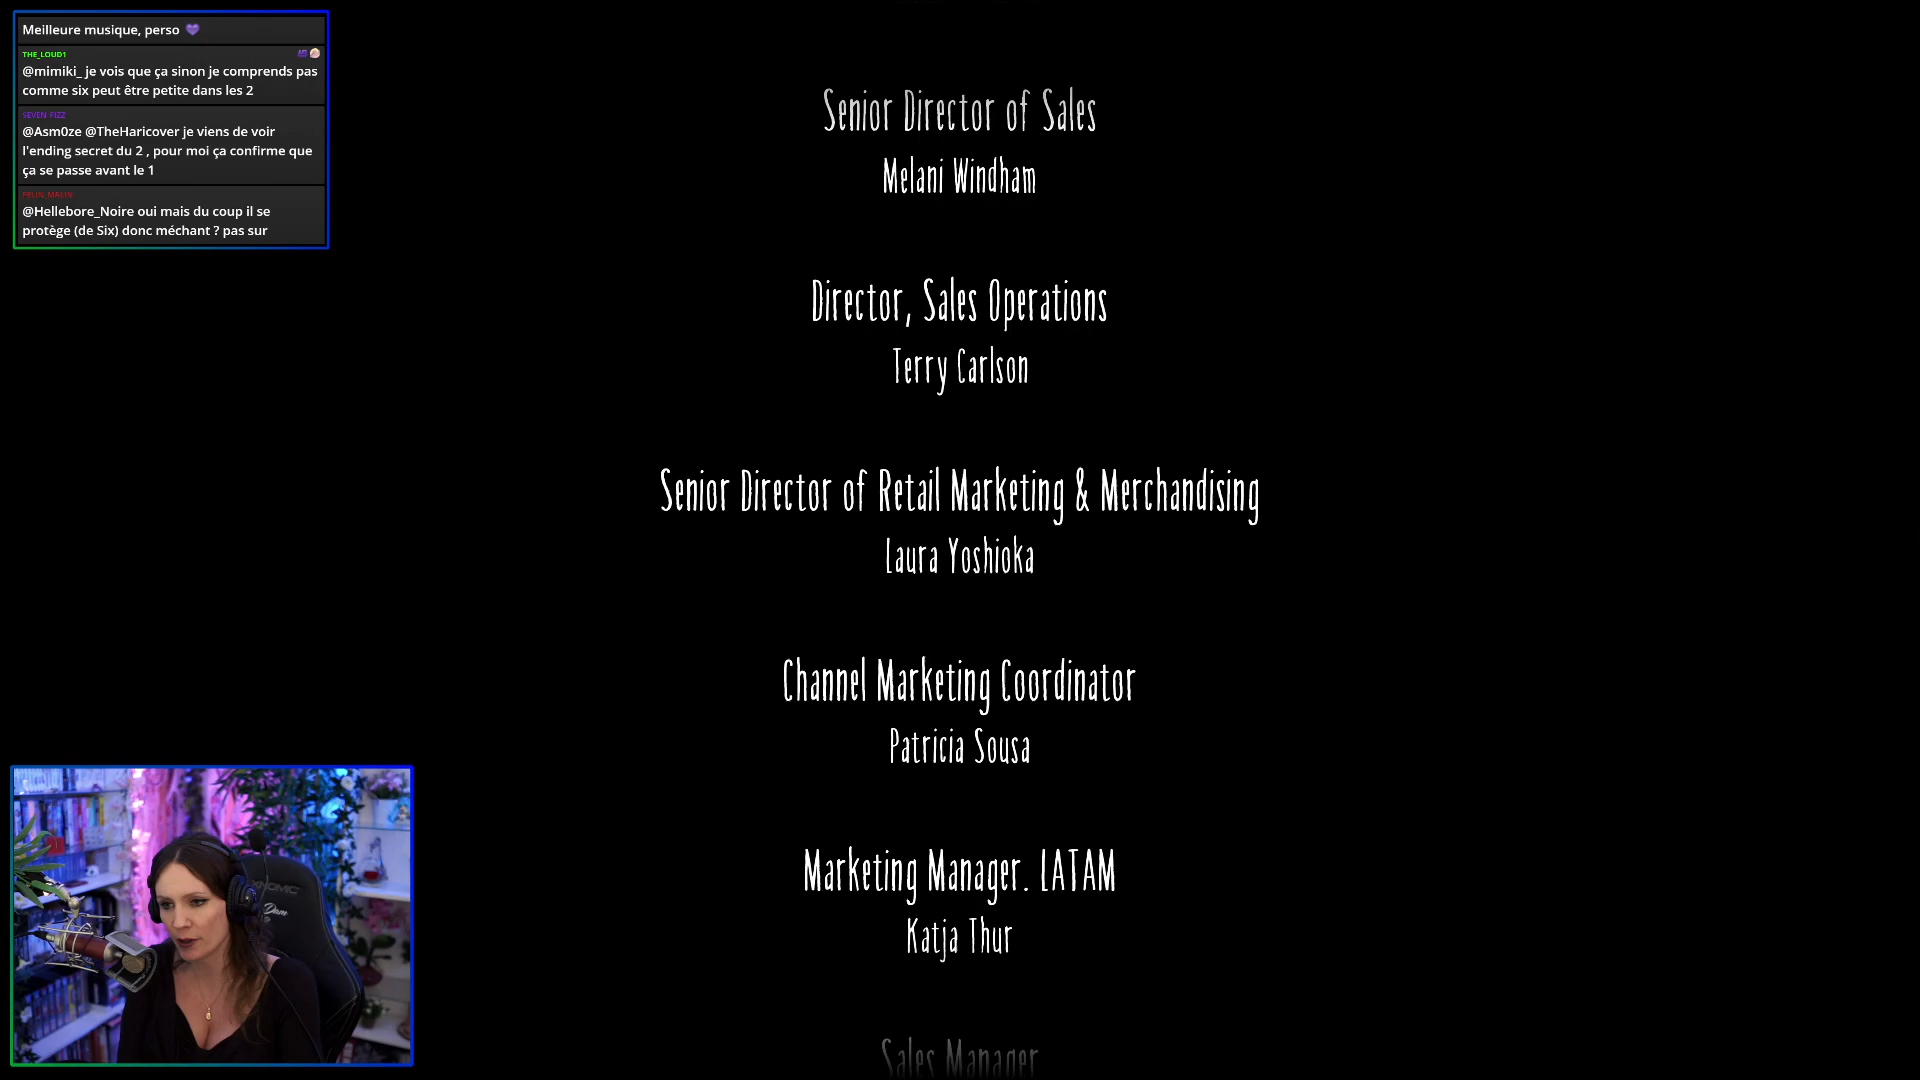 Meilleure musique, perso 💜
THE_LOUD1
@mimiki_ je vois que ça sinon je comprends pas
comme six peut être petite dans les 2
SEVEN_FIZZ
@Asm0ze @TheHaricover je viens de voir
l'ending secret du 2 , pour moi ça confirme que
ça se passe avant le 1
FELIN_MALIN
@Hellebore_Noire oui mais du coup il se
protège (de Six) donc méchant ? pas sur
Senior Director of Sales
Melani Windham
Director, Sales Operations
Terry Carlson
Senior Director of Retail Marketing & Merchandising
Laura Yoshioka
Channel Marketing Coordinator
Patricia Sousa
Marketing Manager. LATAM
Katja Thur
Sales Manager